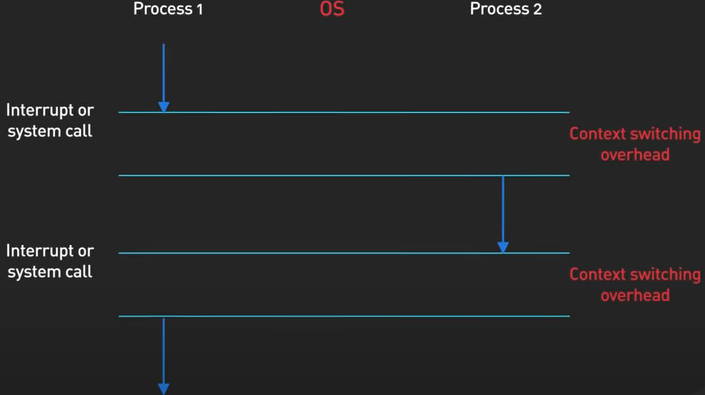 Process 1
OS
Process 2
Interrupt or
system call
Context switching
overhead
Interrupt or
system call
Context switching
overhead